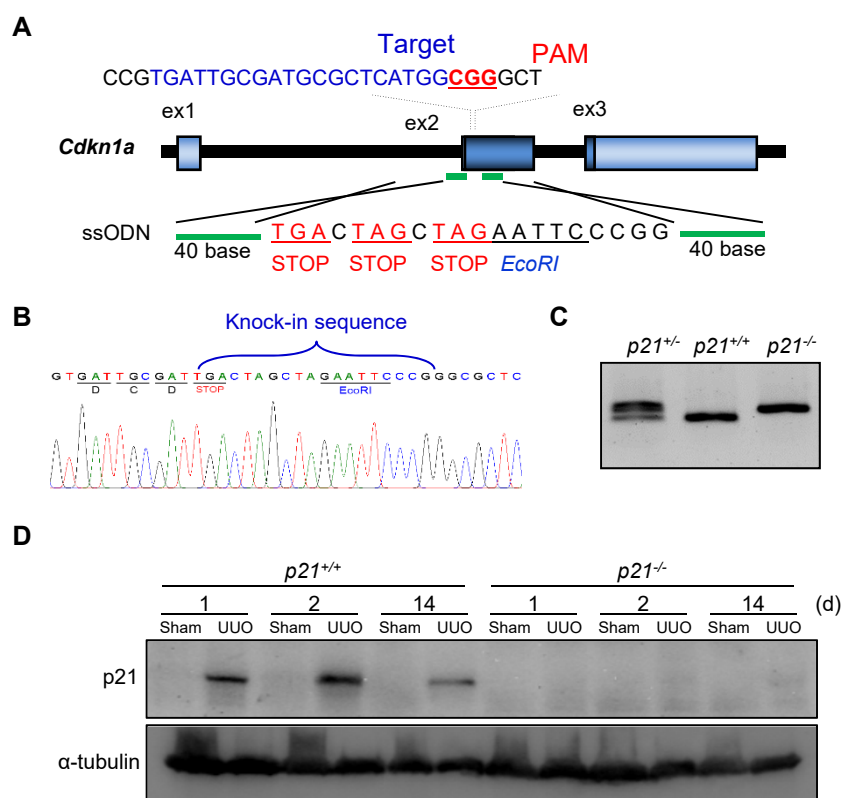 A
Target
PAM
CCGTGATTGCGATGCGCTCATGGCGGGCT
ex1
ex2
ex3
Cdkn1a
ssODN
TGACTAGCTAGAATTCCCGG
40 base
40 base
STOP STOP STOP EcoRI
B
Knock-in sequence
GTGATTGCGATTGACTAGCTAGAATTCCCGGGCGCTC
D C D STOP EcoRI
C
p21+/- p21+/+ p21-/-
D
p21+/+ p21-/-
1 2 14 1 2 14 (d)
Sham UUO Sham UUO Sham UUO Sham UUO Sham UUO Sham UUO
p21
α-tubulin